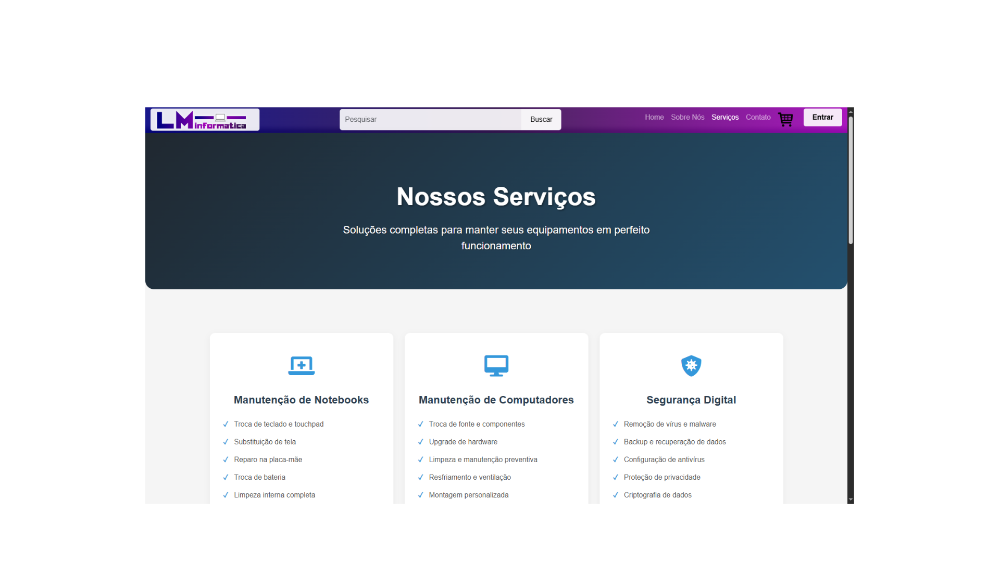 LM informatica
Pesquisar
Buscar
Home
Sobre Nós
Serviços
Contato
Entrar
Nossos Serviços
Soluções completas para manter seus equipamentos em perfeito
funcionamento
Manutenção de Notebooks
✓ Troca de teclado e touchpad
✓ Substituição de tela
✓ Reparo na placa-mãe
✓ Troca de bateria
✓ Limpeza interna completa
Manutenção de Computadores
✓ Troca de fonte e componentes
✓ Upgrade de hardware
✓ Limpeza e manutenção preventiva
✓ Resfriamento e ventilação
✓ Montagem personalizada
Segurança Digital
✓ Remoção de vírus e malware
✓ Backup e recuperação de dados
✓ Configuração de antivírus
✓ Proteção de privacidade
✓ Criptografia de dados